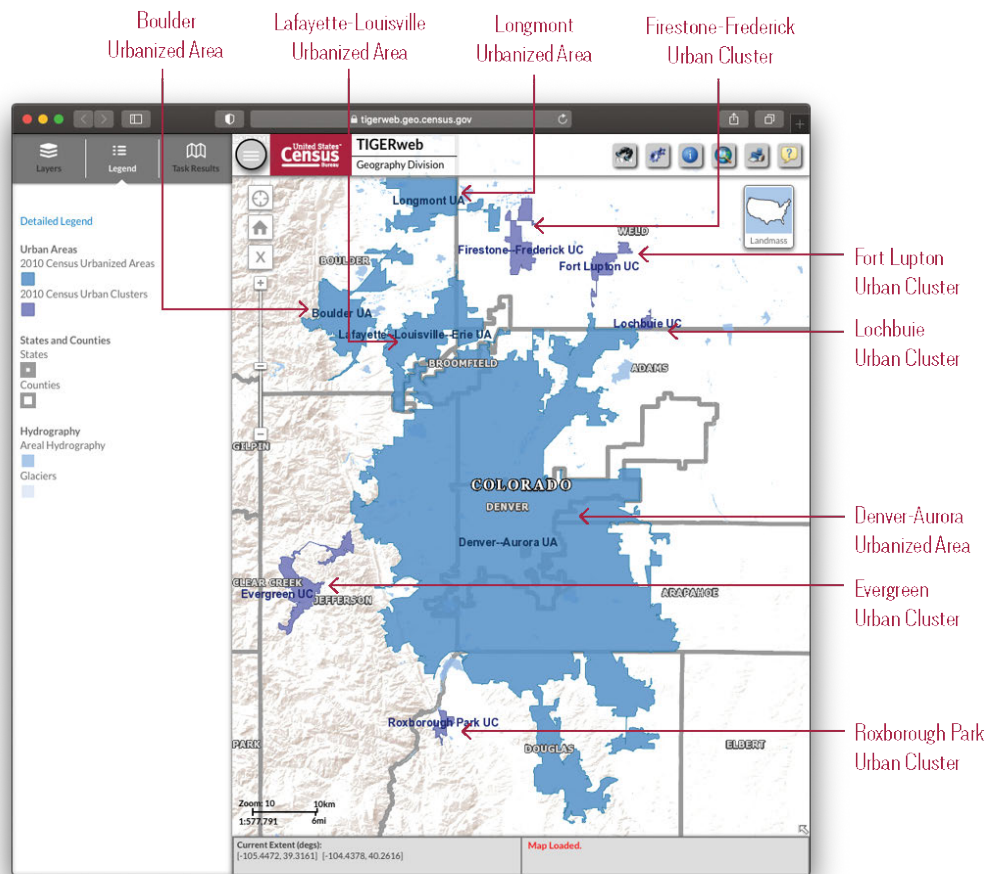 Boulder
Urbanized Area
Lafayette-Louisville
Urbanized Area
Longmont
Urbanized Area
Firestone-Frederick
Urban Cluster
tigerweb.geo.census.gov
Layers
Legend
Task Results
United States™
Census
Bureau
TIGERweb
Geography Division
Detailed Legend
Urban Areas
2010 Census Urbanized Areas
2010 Census Urban Clusters
States and Counties
States
Counties
Hydrography
Areal Hydrography
Glaciers
X
Landmass
Longmont UA
WELD
Firestone--Frederick UC
BOULDER
Fort Lupton UC
Boulder UA
Lochbuie UC
Lafayette--Louisville--Erie UA
BROOMFIELD
ADAMS
GILPIN
COLORADO
DENVER
Denver--Aurora UA
CLEAR CREEK
Evergreen UC
JEFFERSON
ARAPAHOE
Roxborough Park UC
PARK
DOUGLAS
ELBERT
Zoom: 10
10km
1:577,791
6mi
Current Extent (degs):
[-105.4472, 39.3161] [-104.4378, 40.2616]
Map Loaded.
Fort Lupton
Urban Cluster
Lochbuie
Urban Cluster
Denver-Aurora
Urbanized Area
Evergreen
Urban Cluster
Roxborough Park
Urban Cluster